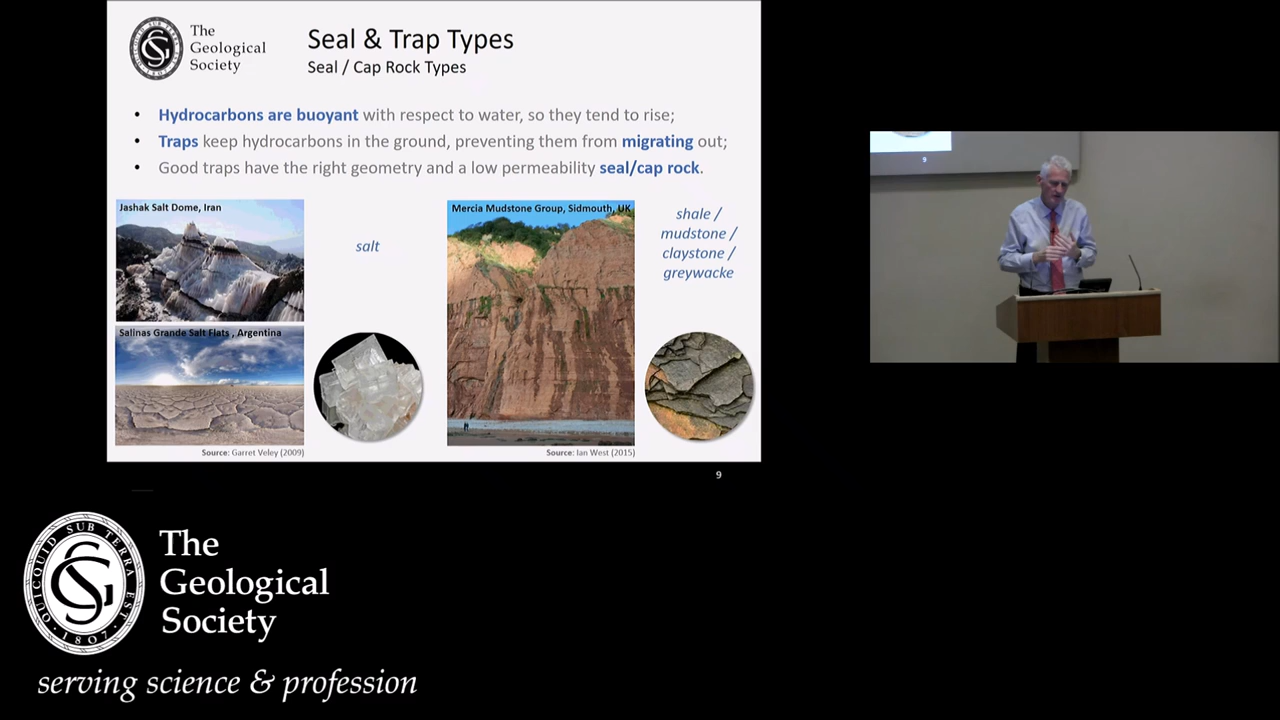 The
Geological
Society
Seal & Trap Types
Seal / Cap Rock Types
• Hydrocarbons are buoyant with respect to water, so they tend to rise;
• Traps keep hydrocarbons in the ground, preventing them from migrating out;
• Good traps have the right geometry and a low permeability seal/cap rock.
Jashak Salt Dome, Iran
salt
Salinas Grande Salt Flats , Argentina
Source: Garret Veley (2009)
Mercia Mudstone Group, Sidmouth, UK
shale /
mudstone /
claystone /
greywacke
Source: Ian West (2015)
9
9
QUICQUID SUB TERRA EST
· 1807 ·
The
Geological
Society
serving science & profession